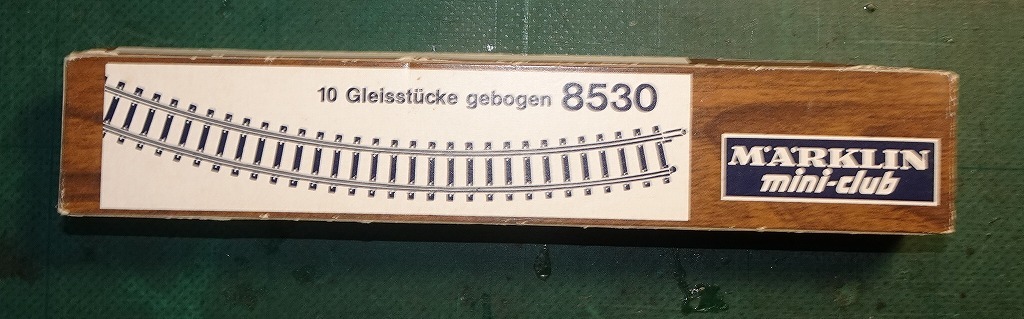 10 Gleisstücke gebogen 8530
MÄRKLIN
mini-club